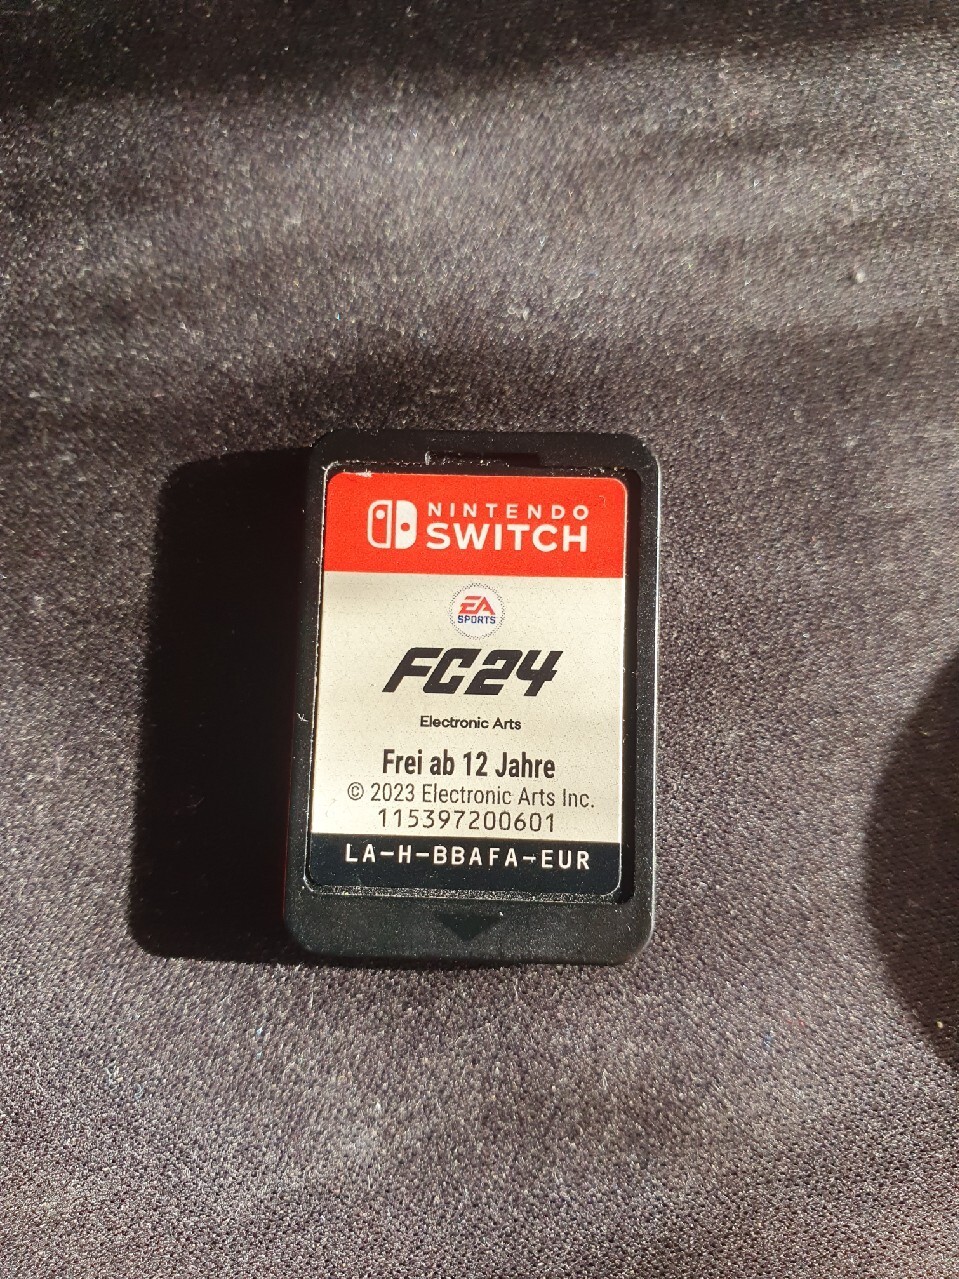 NINTENDO
SWITCH
EA
SPORTS
FC24
Electronic Arts
Frei ab 12 Jahre
© 2023 Electronic Arts Inc.
115397200601
LA-H-BBAFA-EUR